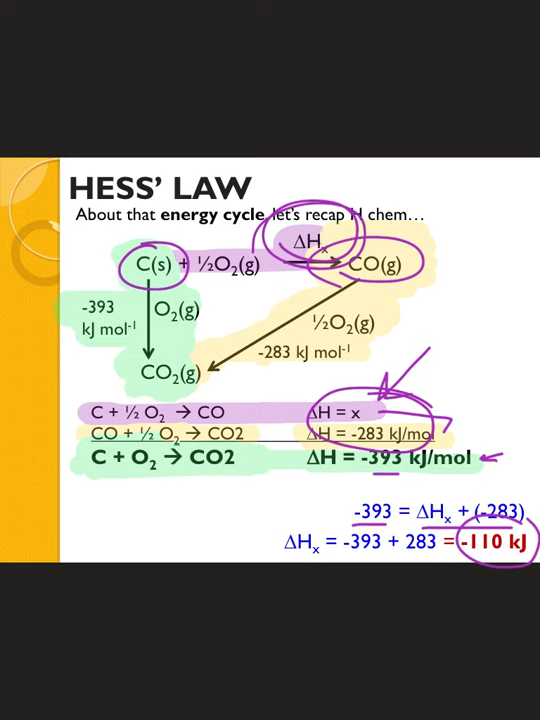 HESS' LAW
About that energy cycle let's recap H chem…
ΔHₓ
C(s) + ½O₂(g) → CO(g)
-393 kJ mol⁻¹
O₂(g)
½O₂(g)
-283 kJ mol⁻¹
CO₂(g)
C + ½ O₂ → CO ΔH = x
CO + ½ O₂ → CO2 ΔH = -283 kJ/mol
C + O₂ → CO2 ΔH = -393 kJ/mol
-393 = ΔHₓ + (-283)
ΔHₓ = -393 + 283 = -110 kJ